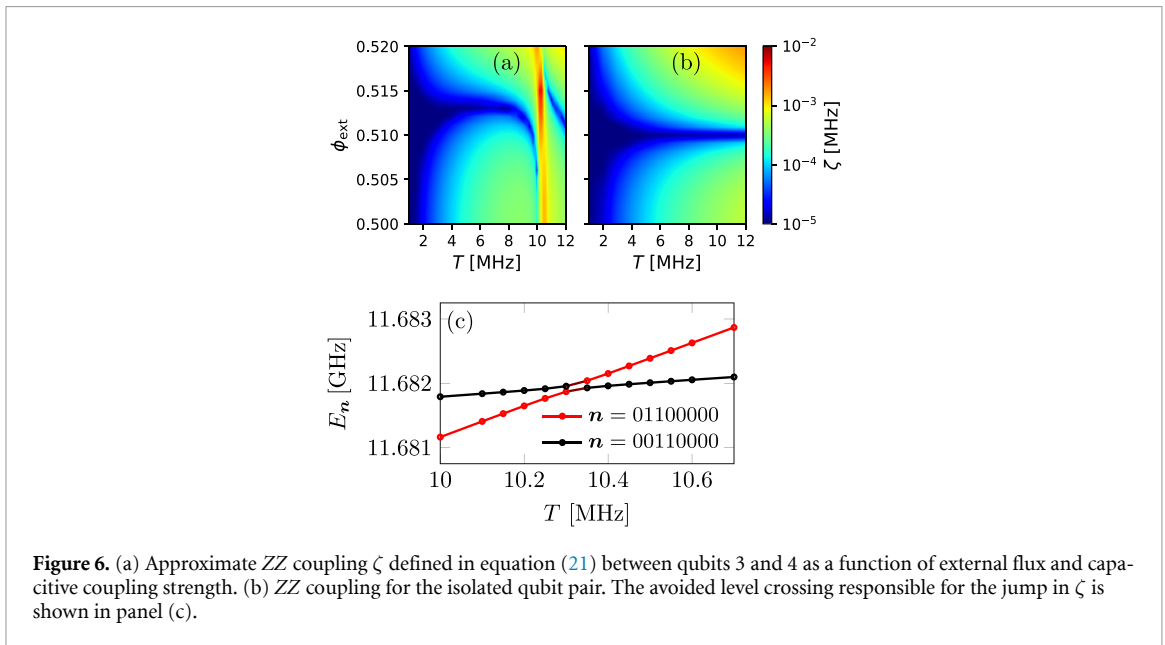 (a)
(b)
0.520
0.515
0.510
0.505
0.500
ϕext
2 4 6 8 10 12
2 4 6 8 10 12
T [MHz]
T [MHz]
10⁻²
10⁻³
10⁻⁴
10⁻⁵
ζ [MHz]
(c)
11.683
11.682
11.681
Eₙ [GHz]
n = 01100000
n = 00110000
10 10.2 10.4 10.6
T [MHz]
Figure 6. (a) Approximate ZZ coupling ζ defined in equation (21) between qubits 3 and 4 as a function of external flux and capa-
citive coupling strength. (b) ZZ coupling for the isolated qubit pair. The avoided level crossing responsible for the jump in ζ is
shown in panel (c).